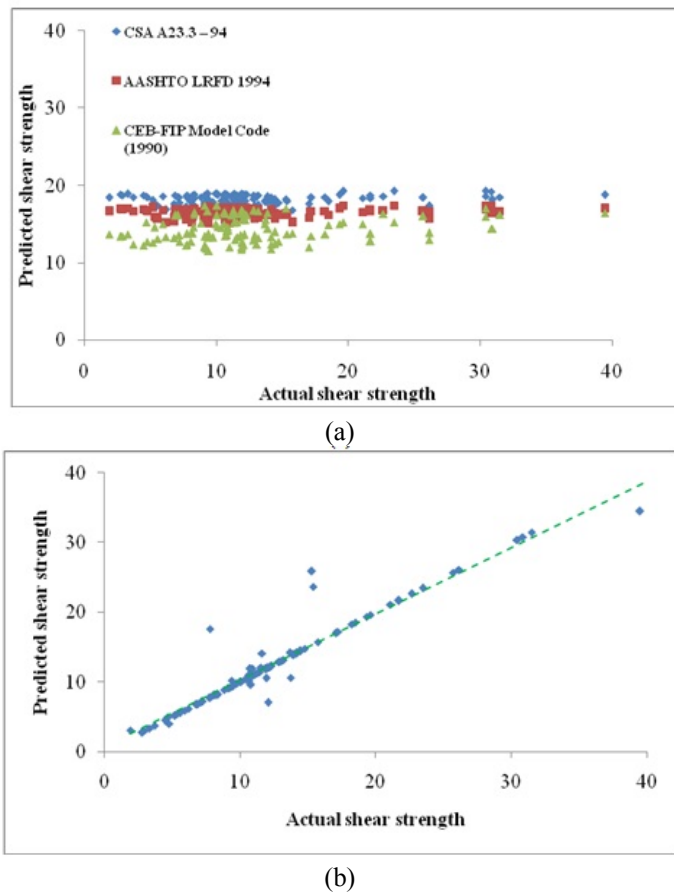 CSA A23.3 – 94
AASHTO LRFD 1994
CEB-FIP Model Code
(1990)
Predicted shear strength
40
30
20
10
0
0 10 20 30 40
Actual shear strength
(a)
Predicted shear strength
40
30
20
10
0
0 10 20 30 40
Actual shear strength
(b)